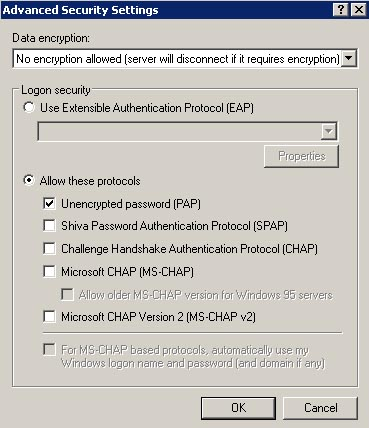 Advanced Security Settings
Data encryption:
No encryption allowed (server will disconnect if it requires encryption)
Logon security
Use Extensible Authentication Protocol (EAP)
Properties
Allow these protocols
Unencrypted password (PAP)
Shiva Password Authentication Protocol (SPAP)
Challenge Handshake Authentication Protocol (CHAP)
Microsoft CHAP (MS-CHAP)
Allow older MS-CHAP version for Windows 95 servers
Microsoft CHAP Version 2 (MS-CHAP v2)
For MS-CHAP based protocols, automatically use my
Windows logon name and password (and domain if any)
OK Cancel